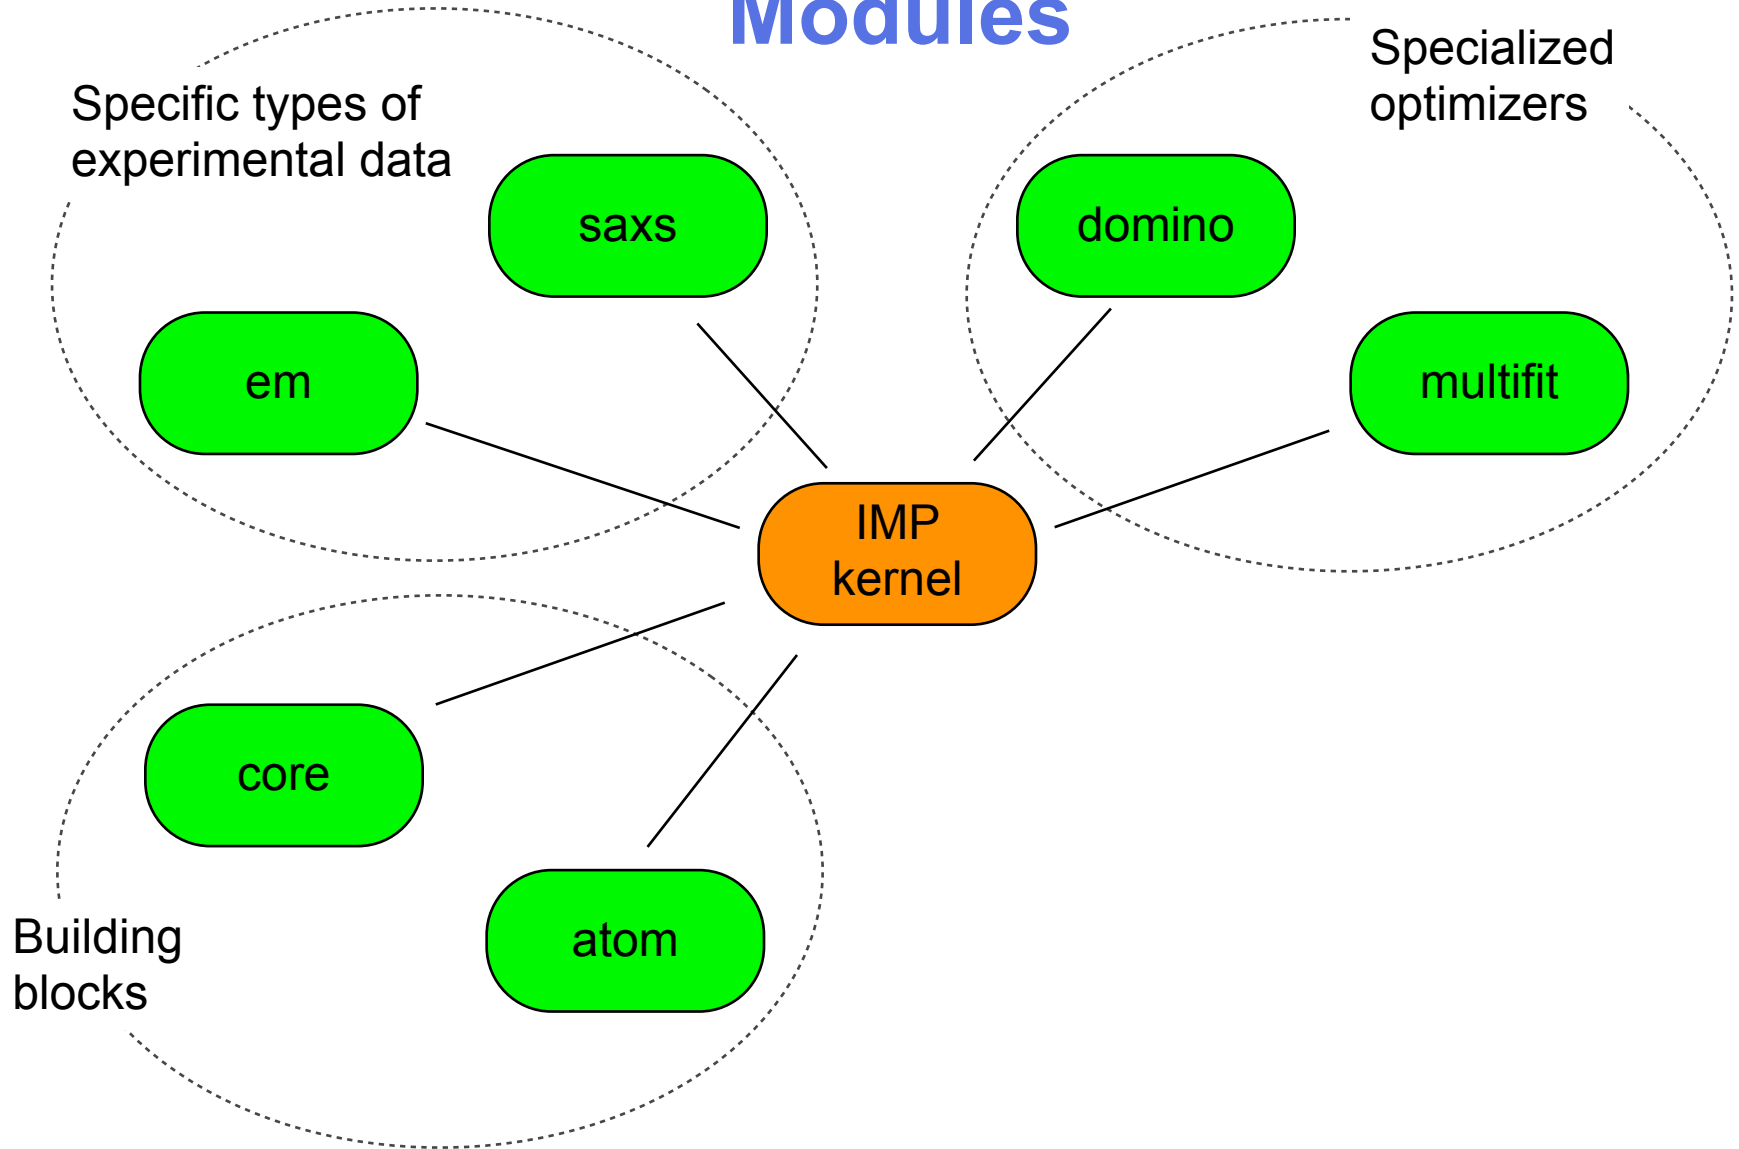 Modules
Specific types of
experimental data
saxs
em
Specialized
optimizers
domino
multifit
IMP
kernel
core
atom
Building
blocks